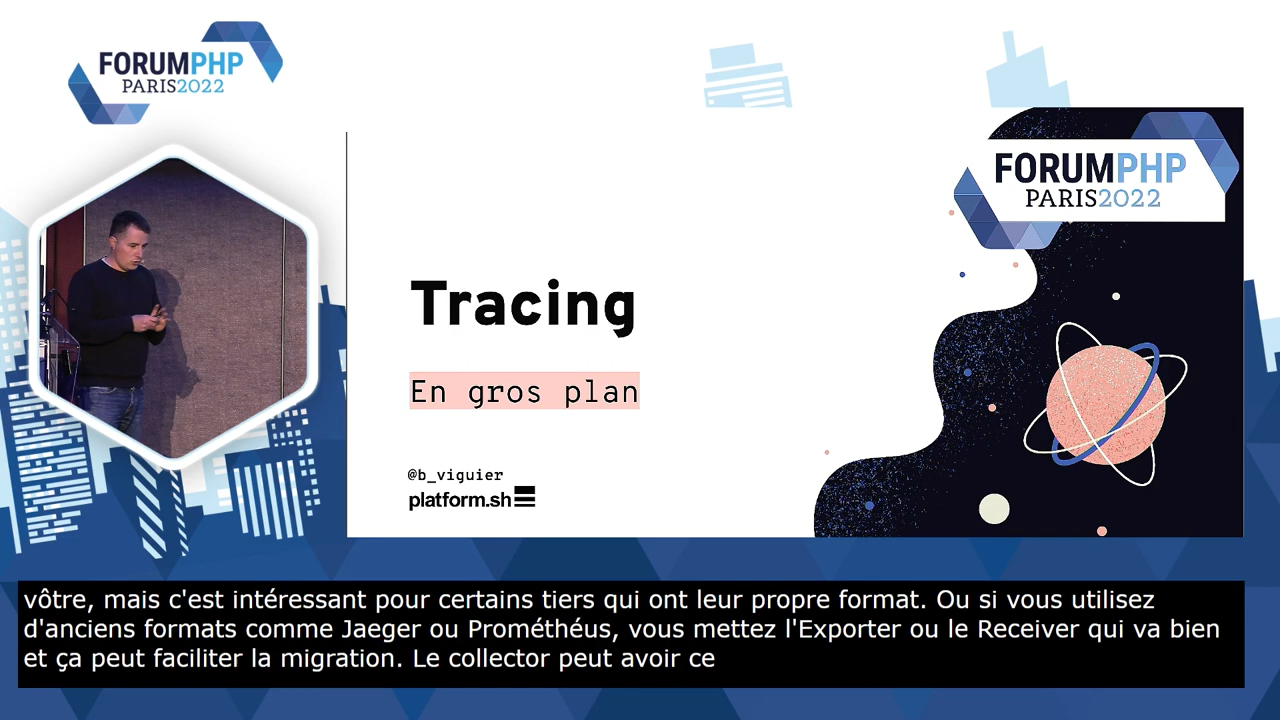 FORUMPHP
PARIS2022
FORUMPHP
PARIS2022
Tracing
En gros plan
@b_viguier
platform.sh
vôtre, mais c'est intéressant pour certains tiers qui ont leur propre format. Ou si vous utilisez
d'anciens formats comme Jaeger ou Prométhéus, vous mettez l'Exporter ou le Receiver qui va bien
et ça peut faciliter la migration. Le collector peut avoir ce